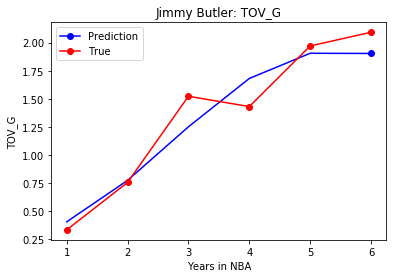 Jimmy Butler: TOV_G
Prediction
True
TOV_G
2.00
1.75
1.50
1.25
1.00
0.75
0.50
0.25
1 2 3 4 5 6
Years in NBA